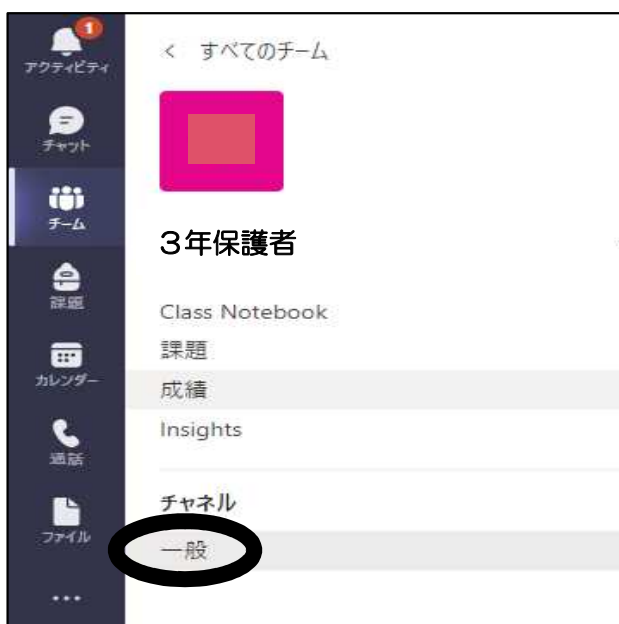 1
アクティビティ
< すべてのチーム
チャット
チーム
3年保護者
課題
Class Notebook
課題
カレンダー
成績
Insights
通話
チャネル
ファイル
一般
...